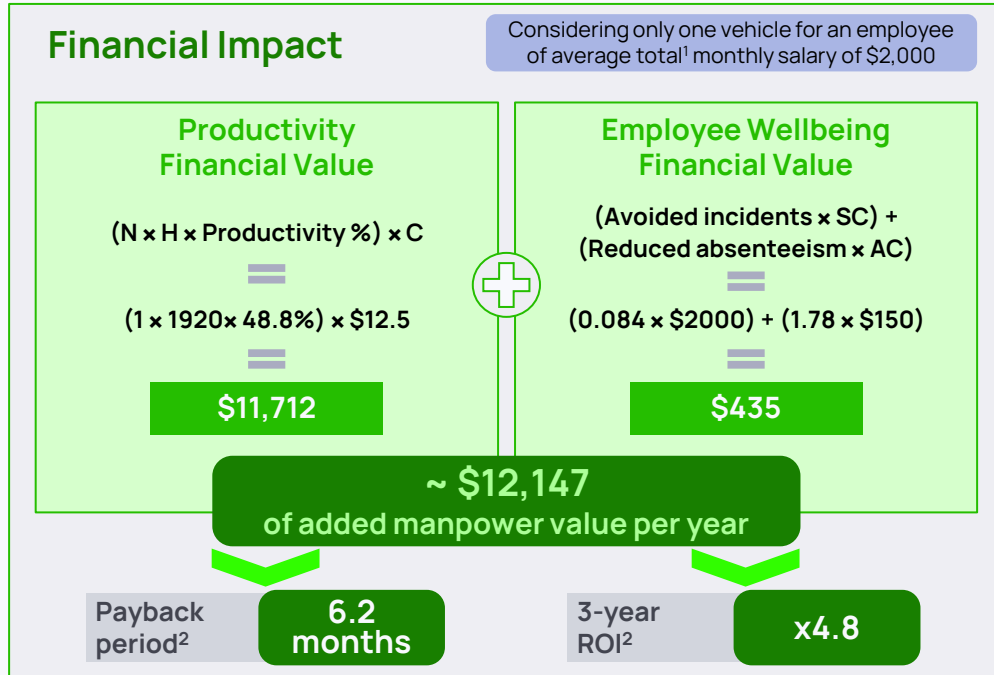 Financial Impact
Considering only one vehicle for an employee
of average total¹ monthly salary of $2,000
Productivity
Financial Value
(N × H × Productivity %) × C
=
(1 × 1920× 48.8%) × $12.5
=
$11,712
+
Employee Wellbeing
Financial Value
(Avoided incidents × SC) +
(Reduced absenteeism × AC)
=
(0.084 × $2000) + (1.78 × $150)
=
$435
~ $12,147
of added manpower value per year
Payback
period²
6.2
months
3-year
ROI²
x4.8